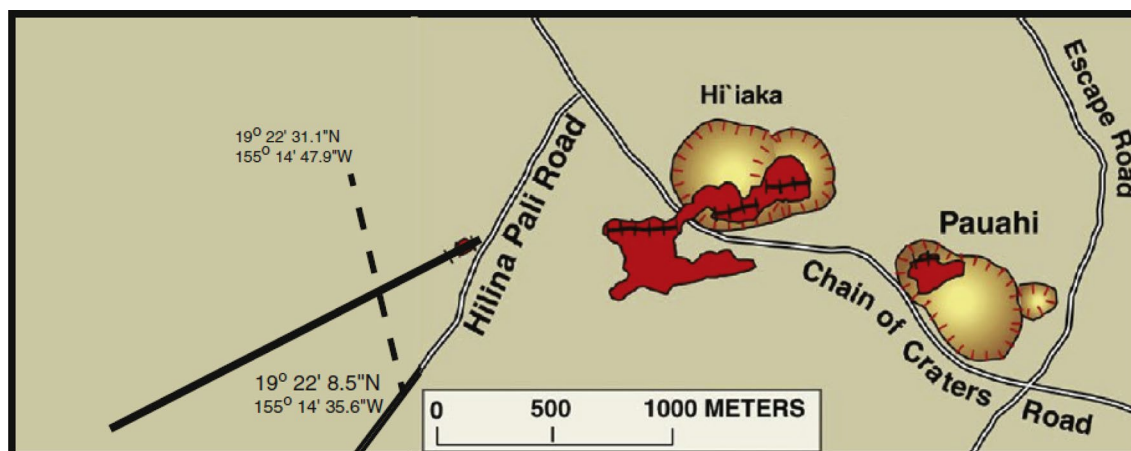 Hi`iaka
Escape Road
19° 22' 31.1"N
155° 14' 47.9"W
Hilina Pali Road
Pauahi
Chain of Craters Road
19° 22' 8.5"N
155° 14' 35.6"W
0 500 1000 METERS